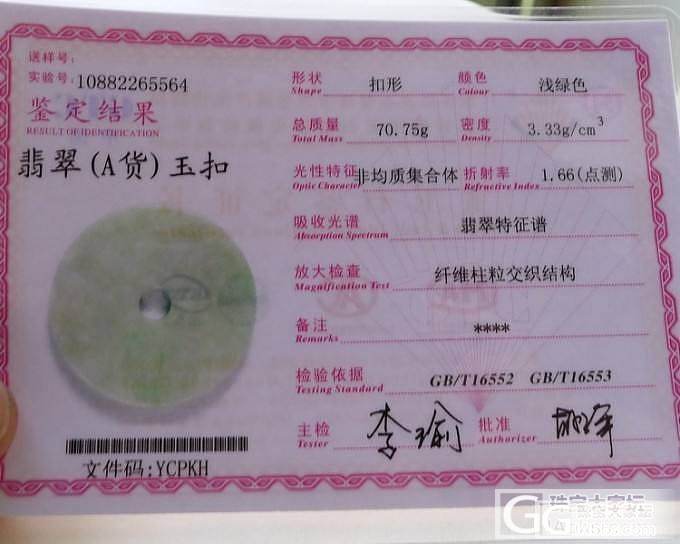 送样号:
实验号: 10882265564
鉴定结果
RESULT OF IDENTIFICATION
翡翠(A货)玉扣
文件码:YCPKH
形状 扣形 颜色 浅绿色
Shape Colour
总质量 70.75g 密度 3.33g/cm³
Total Mass Density
光性特征 非均质集合体 折射率 1.66(点测)
Optic Character Refractive Index
吸收光谱 翡翠特征谱
Absorption Spectrum
放大检查 纤维柱粒交织结构
Magnification Test
备注 ****
Remarks
检验依据 GB/T16552 GB/T16553
Testing Standard
主检 李瑜 批准
Tester Authorizer